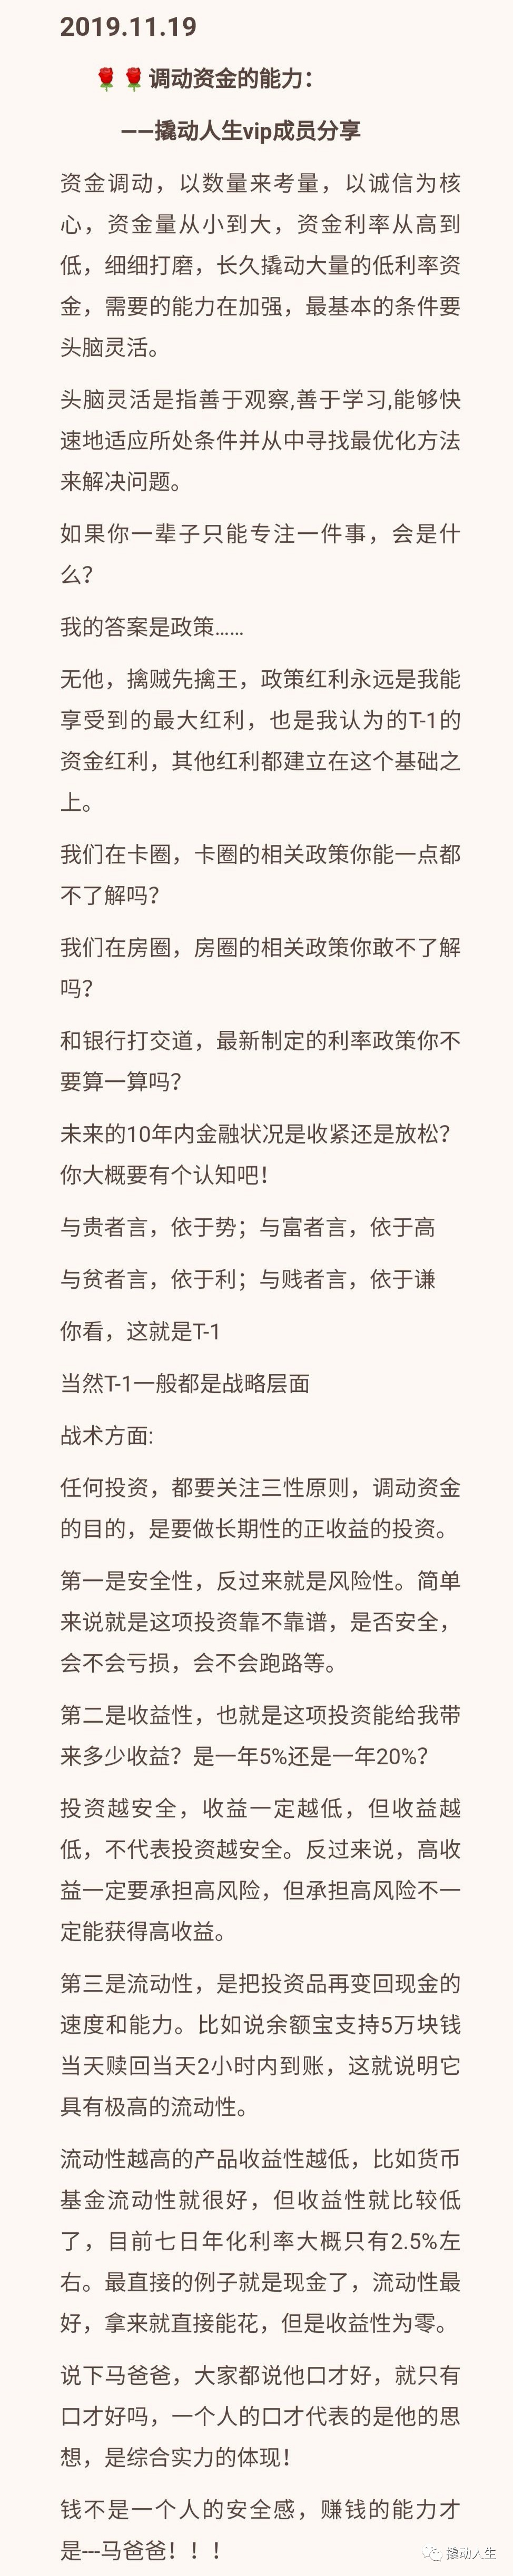 2019.11.19
🌹🌹调动资金的能力：
——撬动人生vip成员分享
资金调动，以数量来考量，以诚信为核
心，资金量从小到大，资金利率从高到
低，细细打磨，长久撬动大量的低利率资
金，需要的能力在加强，最基本的条件要
头脑灵活。
头脑灵活是指善于观察,善于学习,能够快
速地适应所处条件并从中寻找最优化方法
来解决问题。
如果你一辈子只能专注一件事，会是什
么？
我的答案是政策……
无他，擒贼先擒王，政策红利永远是我能
享受到的最大红利，也是我认为的T-1的
资金红利，其他红利都建立在这个基础之
上。
我们在卡圈，卡圈的相关政策你能一点都
不了解吗？
我们在房圈，房圈的相关政策你敢不了解
吗？
和银行打交道，最新制定的利率政策你不
要算一算吗？
未来的10年内金融状况是收紧还是放松？
你大概要有个认知吧！
与贵者言，依于势；与富者言，依于高
与贫者言，依于利；与贱者言，依于谦
你看，这就是T-1
当然T-1一般都是战略层面
战术方面:
任何投资，都要关注三性原则，调动资金
的目的，是要做长期性的正收益的投资。
第一是安全性，反过来就是风险性。简单
来说就是这项投资靠不靠谱，是否安全，
会不会亏损，会不会跑路等。
第二是收益性，也就是这项投资能给我带
来多少收益？是一年5%还是一年20%？
投资越安全，收益一定越低，但收益越
低，不代表投资越安全。反过来说，高收
益一定要承担高风险，但承担高风险不一
定能获得高收益。
第三是流动性，是把投资品再变回现金的
速度和能力。比如说余额宝支持5万块钱
当天赎回当天2小时内到账，这就说明它
具有极高的流动性。
流动性越高的产品收益性越低，比如货币
基金流动性就很好，但收益性就比较低
了，目前七日年化利率大概只有2.5%左
右。最直接的例子就是现金了，流动性最
好，拿来就直接能花，但是收益性为零。
说下马爸爸，大家都说他口才好，就只有
口才好吗，一个人的口才代表的是他的思
想，是综合实力的体现！
钱不是一个人的安全感，赚钱的能力才
是---马爸爸！！！
撬动人生